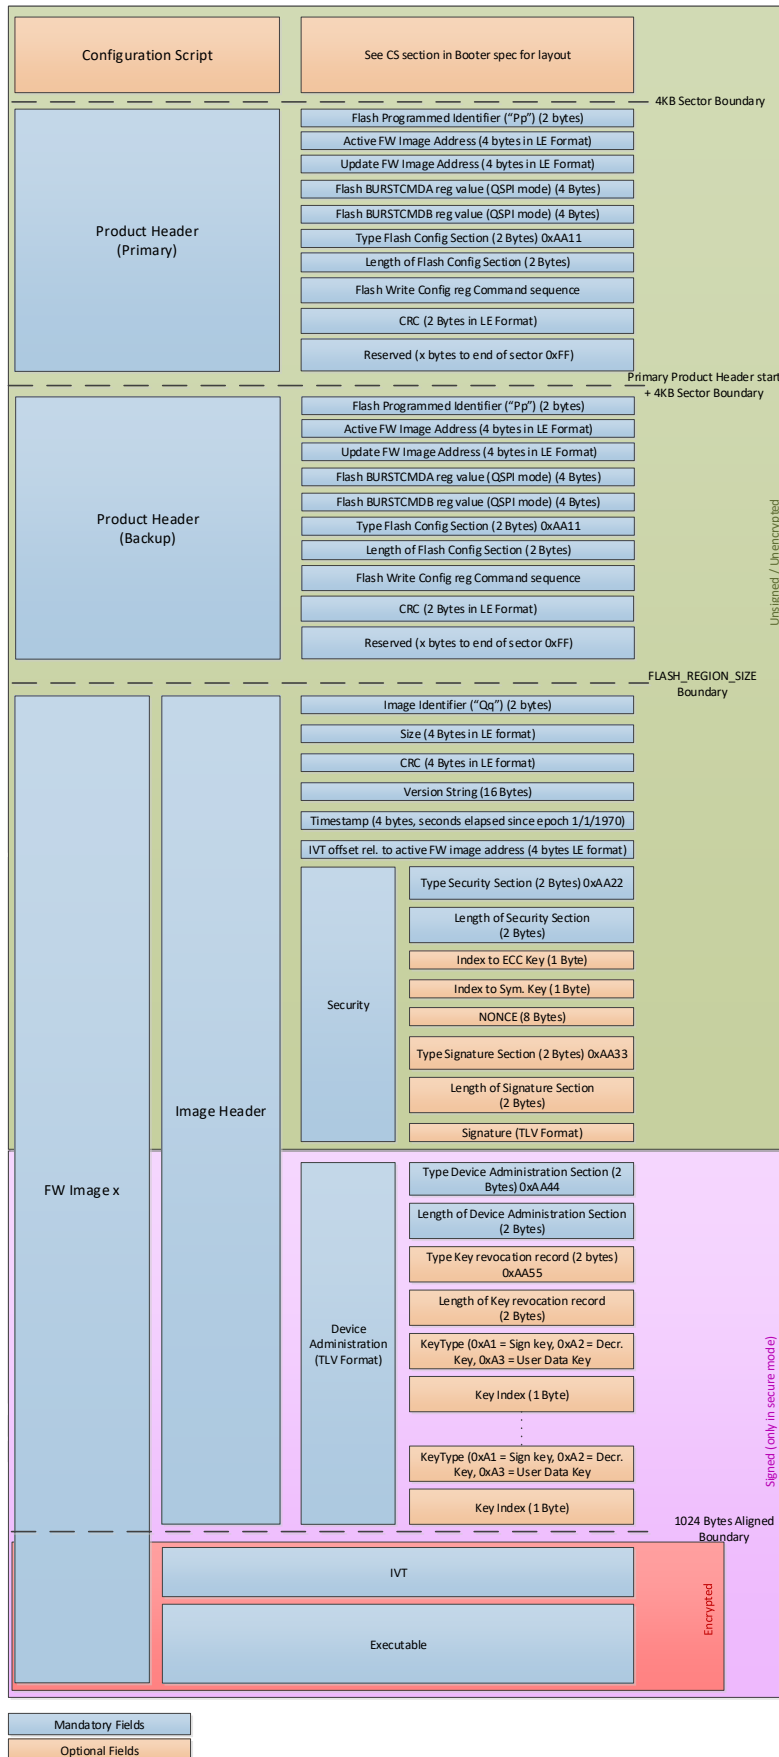 Configuration Script
See CS section in Booter spec for layout
4KB Sector Boundary
Product Header
(Primary)
Flash Programmed Identifier (“Pp”) (2 bytes)
Active FW Image Address (4 bytes in LE Format)
Update FW Image Address (4 bytes in LE Format)
Flash BURSTCMDA reg value (QSPI mode) (4 Bytes)
Flash BURSTCMDB reg value (QSPI mode) (4 Bytes)
Type Flash Config Section (2 Bytes) 0xAA11
Length of Flash Config Section (2 Bytes)
Flash Write Config reg Command sequence
CRC (2 Bytes in LE Format)
Reserved (x bytes to end of sector 0xFF)
Primary Product Header start
+ 4KB Sector Boundary
Product Header
(Backup)
Flash Programmed Identifier (“Pp”) (2 bytes)
Active FW Image Address (4 bytes in LE Format)
Update FW Image Address (4 bytes in LE Format)
Flash BURSTCMDA reg value (QSPI mode) (4 Bytes)
Flash BURSTCMDB reg value (QSPI mode) (4 Bytes)
Type Flash Config Section (2 Bytes) 0xAA11
Length of Flash Config Section (2 Bytes)
Flash Write Config reg Command sequence
CRC (2 Bytes in LE Format)
Reserved (x bytes to end of sector 0xFF)
Unsigned / Unencrypted
FLASH_REGION_SIZE
Boundary
FW Image x
Image Header
Image Identifier (“Qq”) (2 bytes)
Size (4 Bytes in LE format)
CRC (4 Bytes in LE format)
Version String (16 Bytes)
Timestamp (4 bytes, seconds elapsed since epoch 1/1/1970)
IVT offset rel. to active FW image address (4 bytes LE format)
Security
Type Security Section (2 Bytes) 0xAA22
Length of Security Section
(2 Bytes)
Index to ECC Key (1 Byte)
Index to Sym. Key (1 Byte)
NONCE (8 Bytes)
Type Signature Section (2 Bytes) 0xAA33
Length of Signature Section
(2 Bytes)
Signature (TLV Format)
Device
Administration
(TLV Format)
Type Device Administration Section (2
Bytes) 0xAA44
Length of Device Administration Section
(2 Bytes)
Type Key revocation record (2 bytes)
0xAA55
Length of Key revocation record
(2 Bytes)
KeyType (0xA1 = Sign key, 0xA2 = Decr.
Key, 0xA3 = User Data Key
Key Index (1 Byte)
KeyType (0xA1 = Sign key, 0xA2 = Decr.
Key, 0xA3 = User Data Key
Key Index (1 Byte)
Signed (only in secure mode)
1024 Bytes Aligned
Boundary
IVT
Executable
Encrypted
Mandatory Fields
Optional Fields